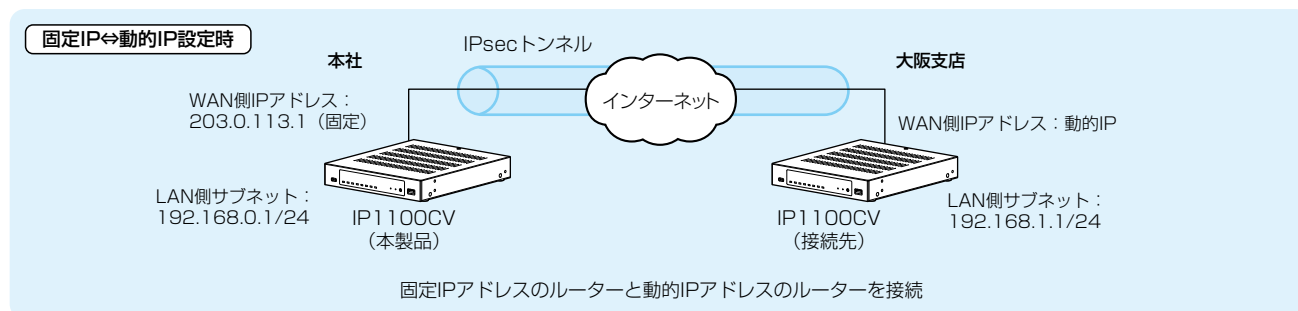 固定IP⇔動的IP設定時
IPsecトンネル
本社
大阪支店
WAN側IPアドレス：
203.0.113.1（固定）
インターネット
WAN側IPアドレス：動的IP
LAN側サブネット：
192.168.0.1/24
IP1100CV
（本製品）
IP1100CV
（接続先）
LAN側サブネット：
192.168.1.1/24
固定IPアドレスのルーターと動的IPアドレスのルーターを接続